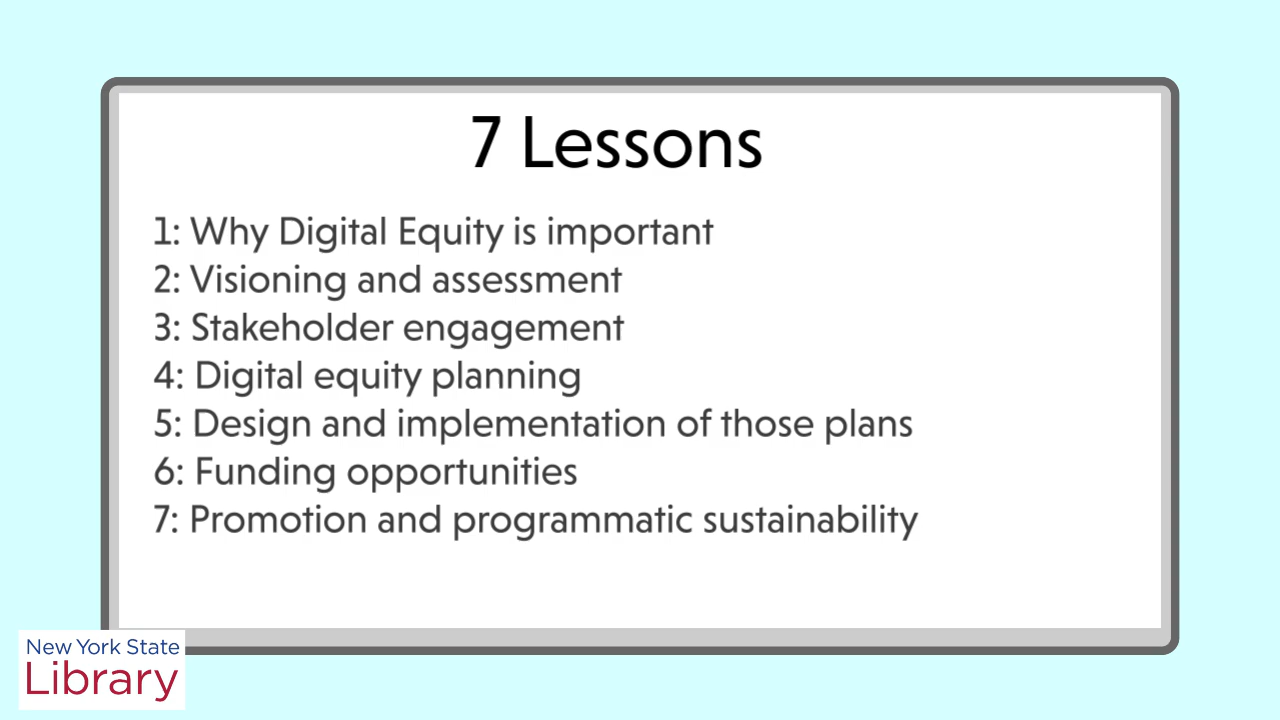 7 Lessons
1: Why Digital Equity is important
2: Visioning and assessment
3: Stakeholder engagement
4: Digital equity planning
5: Design and implementation of those plans
6: Funding opportunities
7: Promotion and programmatic sustainability
New York State
Library